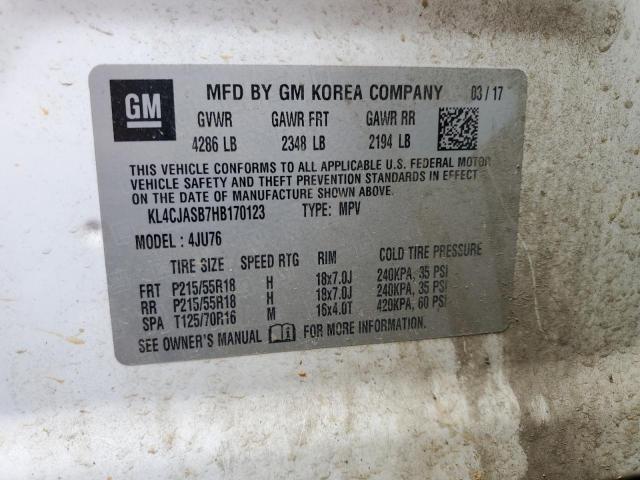 GM MFD BY GM KOREA COMPANY 03/17
GVWR GAWR FRT GAWR RR
4286 LB 2348 LB 2194 LB
THIS VEHICLE CONFORMS TO ALL APPLICABLE U.S. FEDERAL MOTOR
VEHICLE SAFETY AND THEFT PREVENTION STANDARDS IN EFFECT
ON THE DATE OF MANUFACTURE SHOWN ABOVE.
KL4CJASB7HB170123 TYPE: MPV
MODEL: 4JU76
TIRE SIZE SPEED RTG RIM COLD TIRE PRESSURE
FRT P215/55R18 H 18x7.0J 240KPA, 35 PSI
RR P215/55R18 H 18x7.0J 240KPA, 35 PSI
SPA T125/70R16 M 16x4.0T 420KPA, 60 PSI
SEE OWNER'S MANUAL FOR MORE INFORMATION.